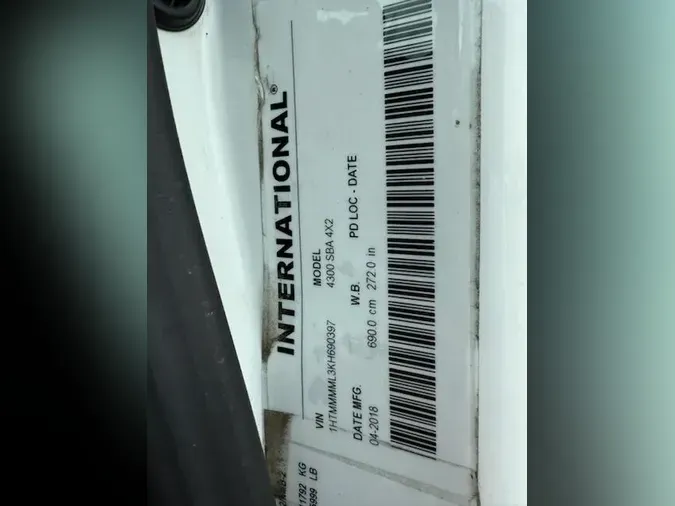 INTERNATIONAL®
VIN MODEL
1HTMMMML3KH690397 4300 SBA 4X2
DATE MFG. W.B. PD LOC - DATE
04-2018 690.0 cm 272.0 in
11792 KG
LB